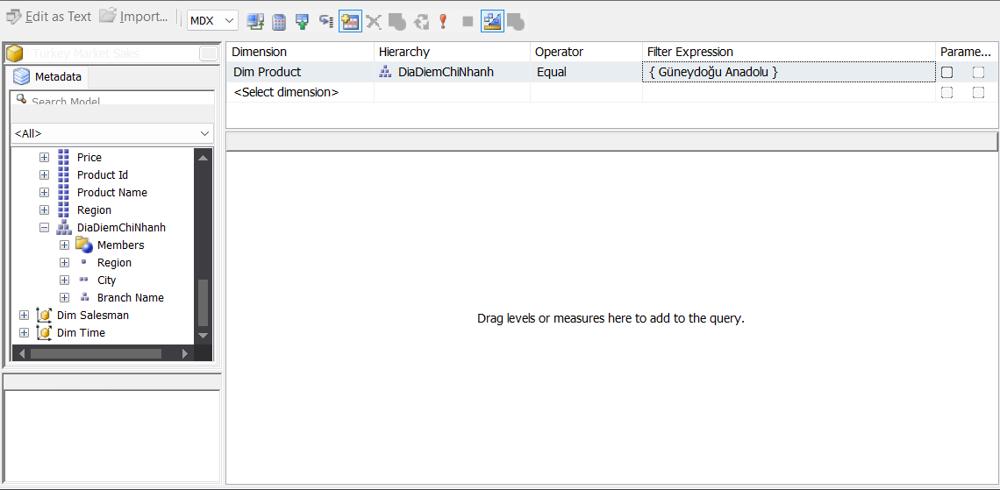 Edit as Text Import... MDX
Turkey Market Sales
Metadata
Search Model
<All>
Price
Product Id
Product Name
Region
DiaDiemChiNhanh
Members
Region
City
Branch Name
Dim Salesman
Dim Time
Dimension Hierarchy Operator Filter Expression Parame...
Dim Product DiaDiemChiNhanh Equal { Güneydoğu Anadolu }
<Select dimension>
Drag levels or measures here to add to the query.